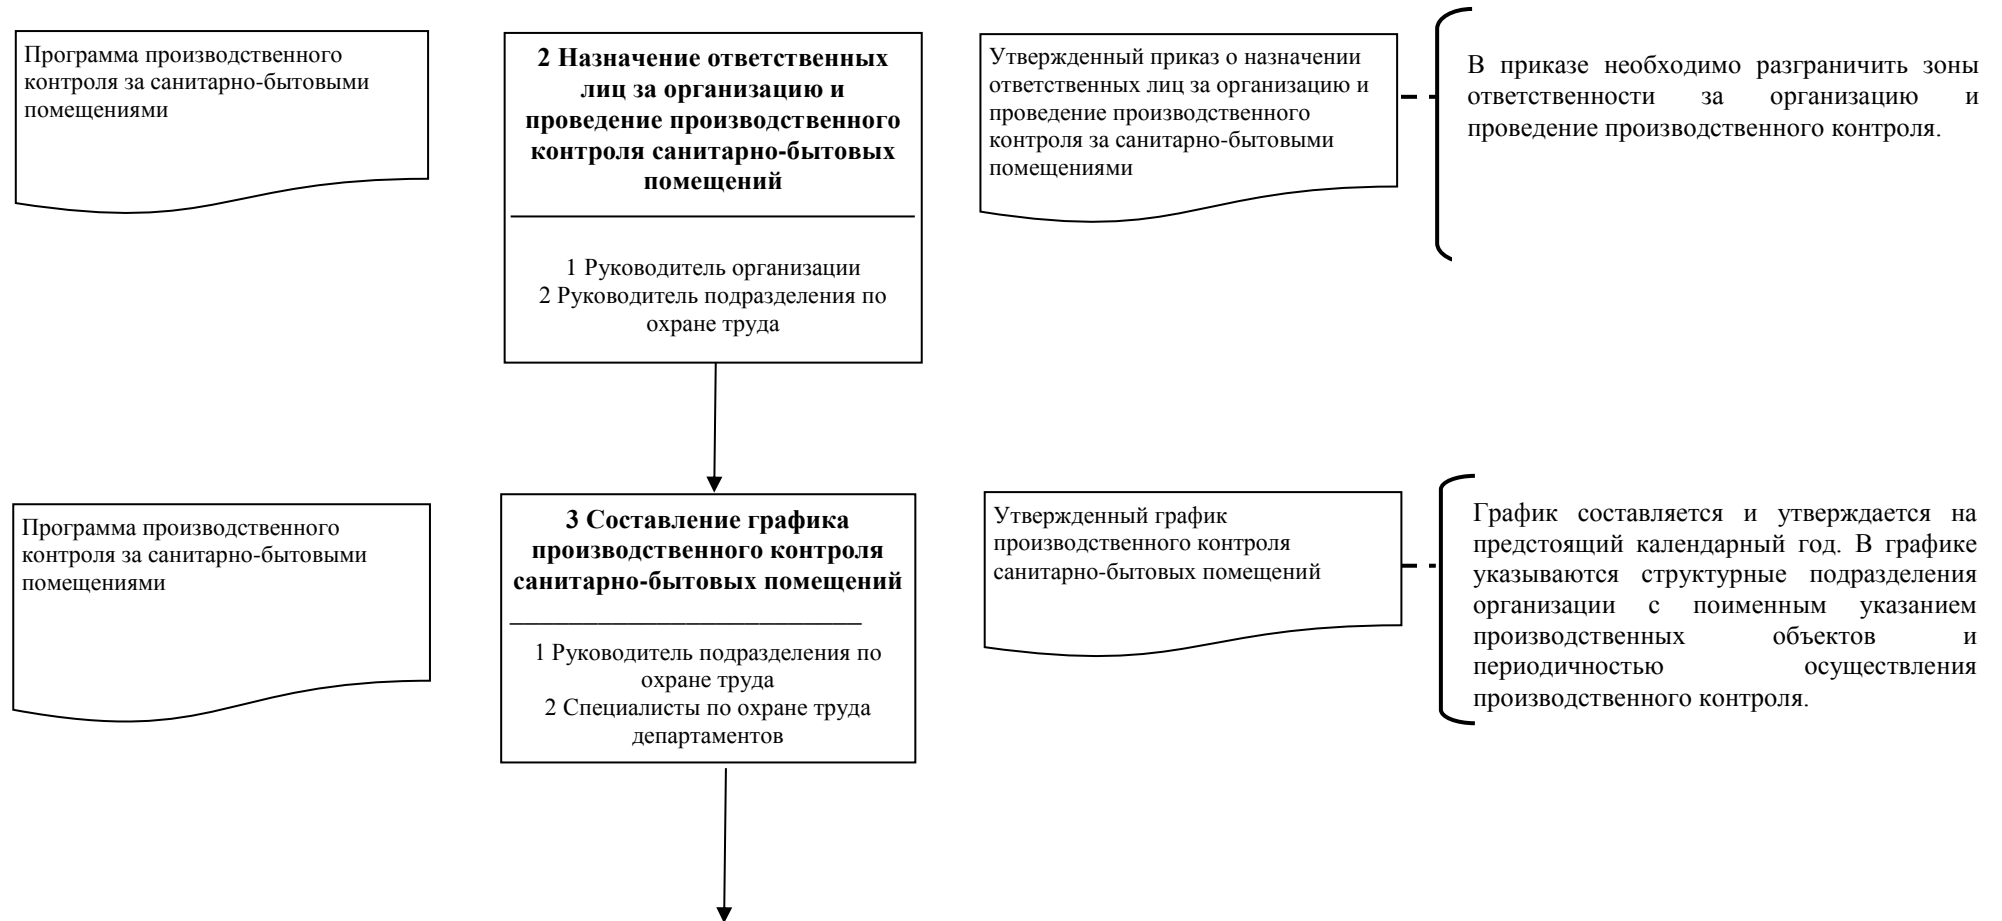 Программа производственного
контроля за санитарно-бытовыми
помещениями
2 Назначение ответственных
лиц за организацию и
проведение производственного
контроля санитарно-бытовых
помещений
1 Руководитель организации
2 Руководитель подразделения по
охране труда
Утвержденный приказ о назначении
ответственных лиц за организацию и
проведение производственного
контроля за санитарно-бытовыми
помещениями
В приказе необходимо разграничить зоны
ответственности за организацию и
проведение производственного контроля.
Программа производственного
контроля за санитарно-бытовыми
помещениями
3 Составление графика
производственного контроля
санитарно-бытовых помещений
1 Руководитель подразделения по
охране труда
2 Специалисты по охране труда
департаментов
Утвержденный график
производственного контроля
санитарно-бытовых помещений
График составляется и утверждается на
предстоящий календарный год. В графике
указываются структурные подразделения
организации с поименным указанием
производственных объектов и
периодичностью осуществления
производственного контроля.